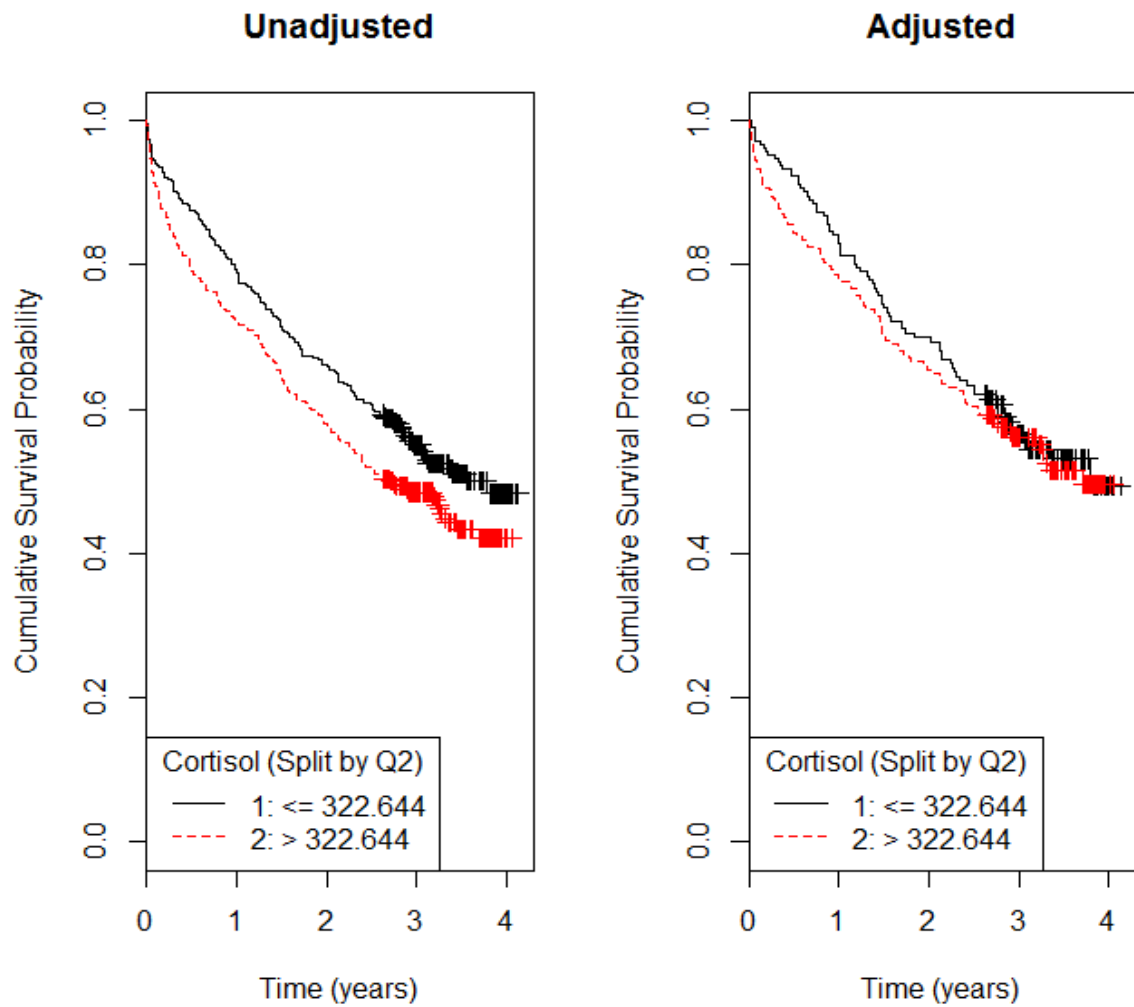 Unadjusted
Cumulative Survival Probability
1.0
0.8
0.6
0.4
0.2
0.0
Cortisol (Split by Q2)
1: <= 322.644
2: > 322.644
0 1 2 3 4
Time (years)
Adjusted
Cumulative Survival Probability
1.0
0.8
0.6
0.4
0.2
0.0
Cortisol (Split by Q2)
1: <= 322.644
2: > 322.644
0 1 2 3 4
Time (years)